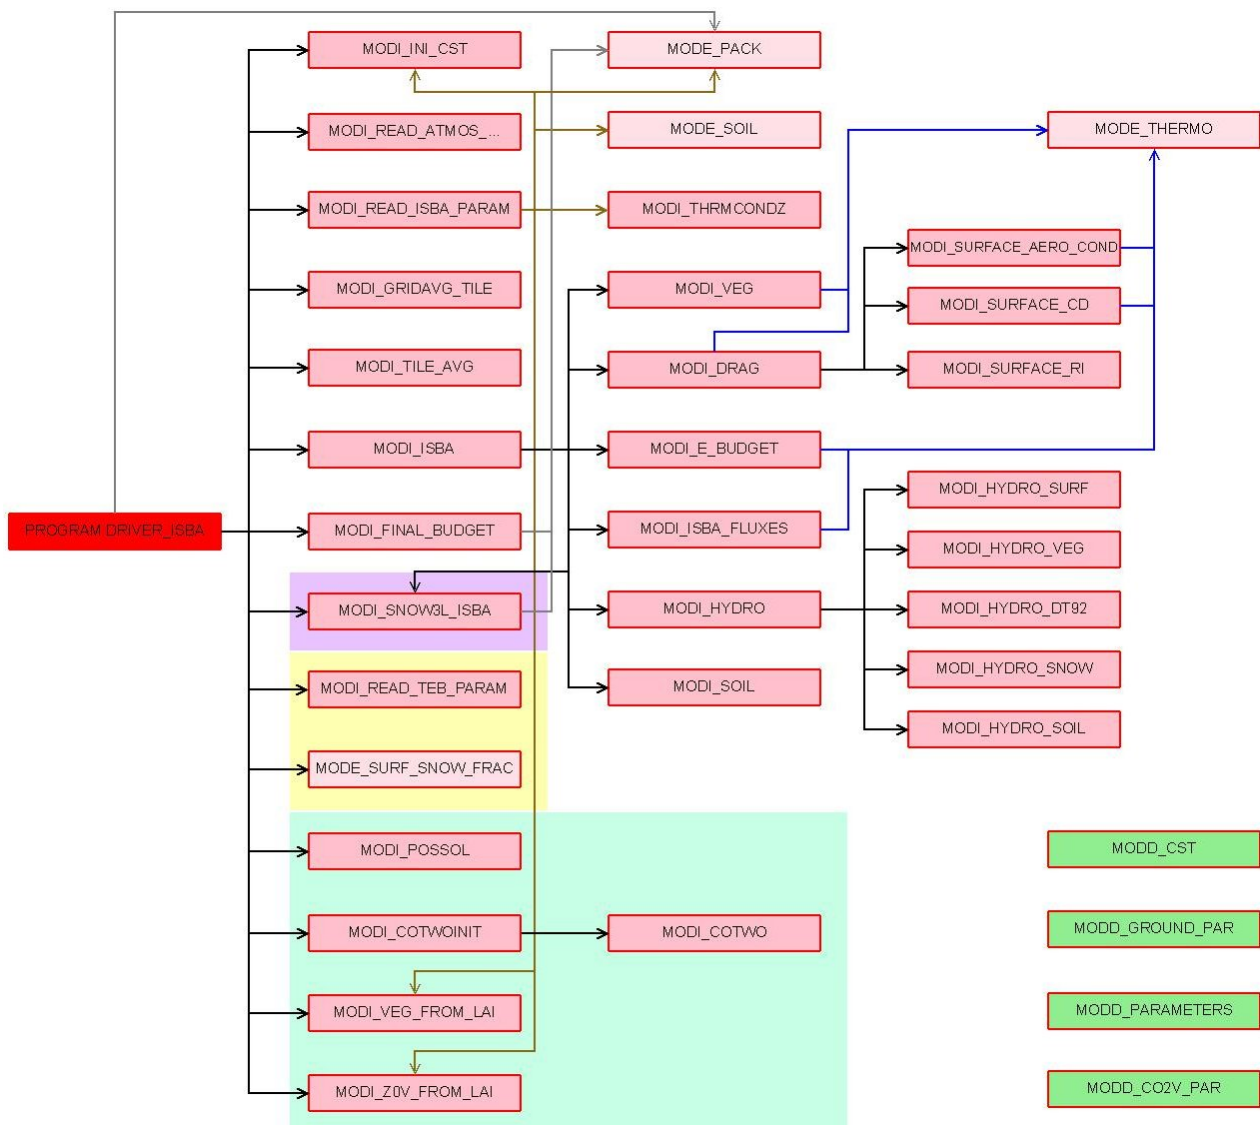 MODI_INI_CST
MODE_PACK
MODI_READ_ATMOS_...
MODE_SOIL
MODE_THERMO
MODI_READ_ISBA_PARAM
MODI_THRMCONDZ
MODI_SURFACE_AERO_COND
MODI_GRIDAVG_TILE
MODI_VEG
MODI_SURFACE_CD
MODI_TILE_AVG
MODI_DRAG
MODI_SURFACE_RI
MODI_ISBA
MODI_E_BUDGET
MODI_HYDRO_SURF
PROGRAM DRIVER_ISBA
MODI_FINAL_BUDGET
MODI_ISBA_FLUXES
MODI_HYDRO_VEG
MODI_SNOW3L_ISBA
MODI_HYDRO
MODI_HYDRO_DT92
MODI_HYDRO_SNOW
MODI_READ_TEB_PARAM
MODI_SOIL
MODI_HYDRO_SOIL
MODE_SURF_SNOW_FRAC
MODI_POSSOL
MODD_CST
MODI_COTWOINIT
MODI_COTWO
MODD_GROUND_PAR
MODI_VEG_FROM_LAI
MODD_PARAMETERS
MODI_Z0V_FROM_LAI
MODD_CO2V_PAR